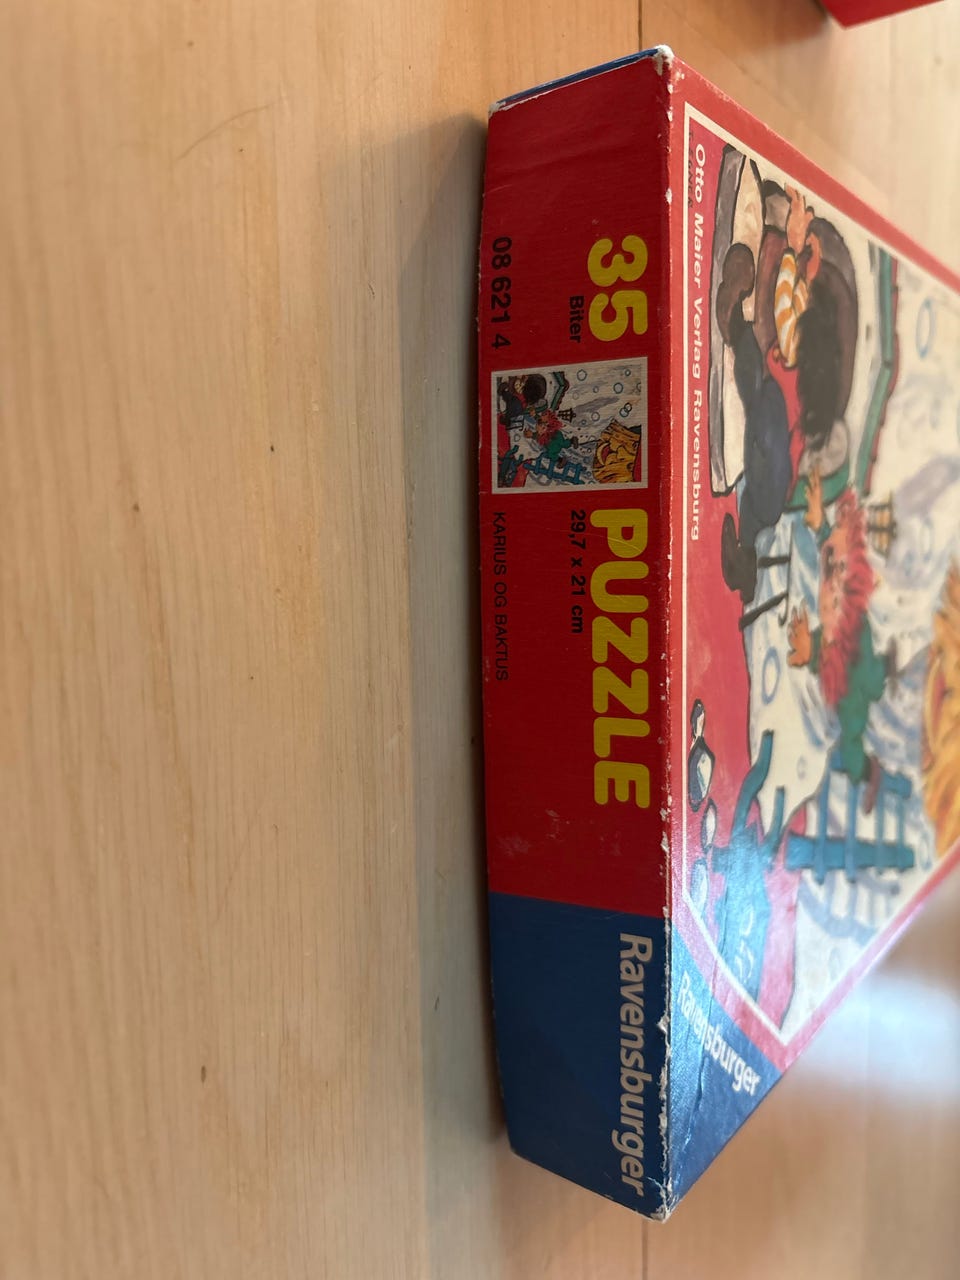 35 PUZZLE
Biter
29,7 x 21 cm
08 621 4
KARIUS OG BAKTUS
Ravensburger
Otto Maier Verlag Ravensburg
Ravensburger